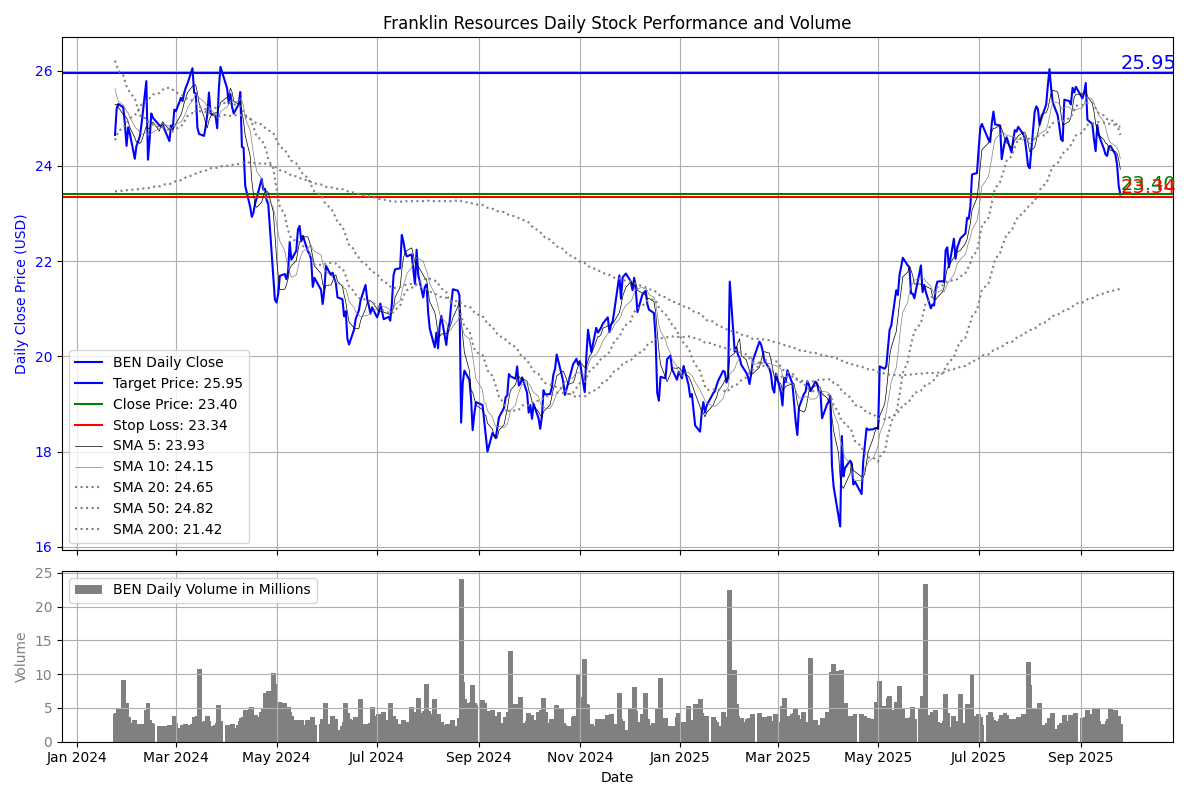 Franklin Resources Daily Stock Performance and Volume
Daily Close Price (USD)
26
24
22
20
18
16
25.95
23.40
23.34
BEN Daily Close
Target Price: 25.95
Close Price: 23.40
Stop Loss: 23.34
SMA 5: 23.93
SMA 10: 24.15
SMA 20: 24.65
SMA 50: 24.82
SMA 200: 21.42
Volume
25
20
15
10
5
0
BEN Daily Volume in Millions
Jan 2024 Mar 2024 May 2024 Jul 2024 Sep 2024 Nov 2024 Jan 2025 Mar 2025 May 2025 Jul 2025 Sep 2025
Date